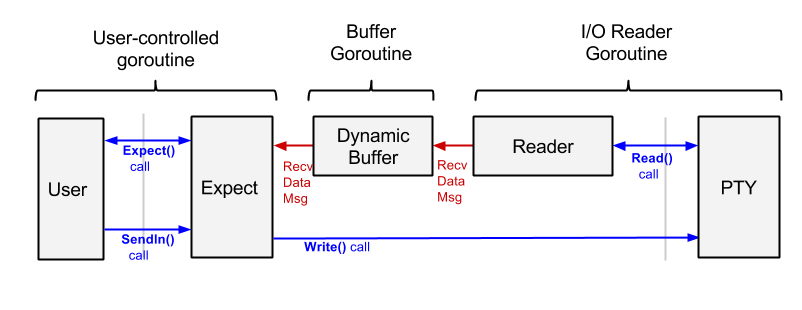 User-controlled
goroutine
Buffer
Goroutine
I/O Reader
Goroutine
User
Expect()
call
SendIn()
call
Expect
Recv
Data
Msg
Dynamic
Buffer
Recv
Data
Msg
Reader
Read()
call
PTY
Write() call